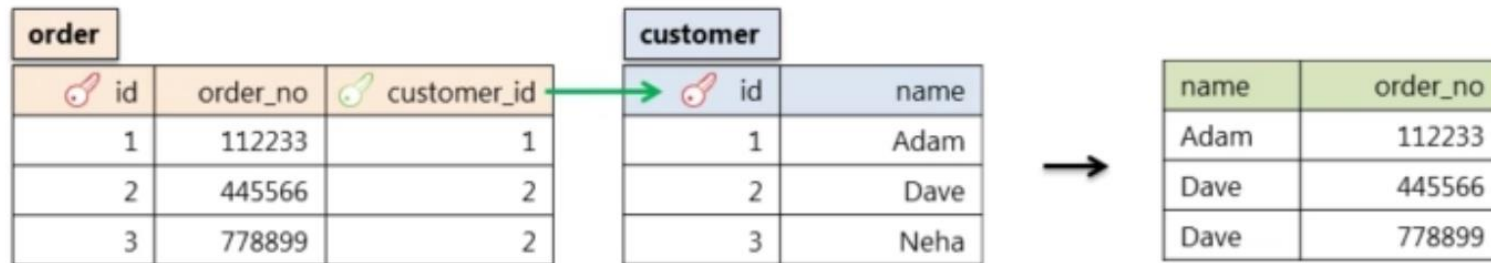 order
id order_no customer_id
1 112233 1
2 445566 2
3 778899 2
customer
id name
1 Adam
2 Dave
3 Neha
name order_no
Adam 112233
Dave 445566
Dave 778899